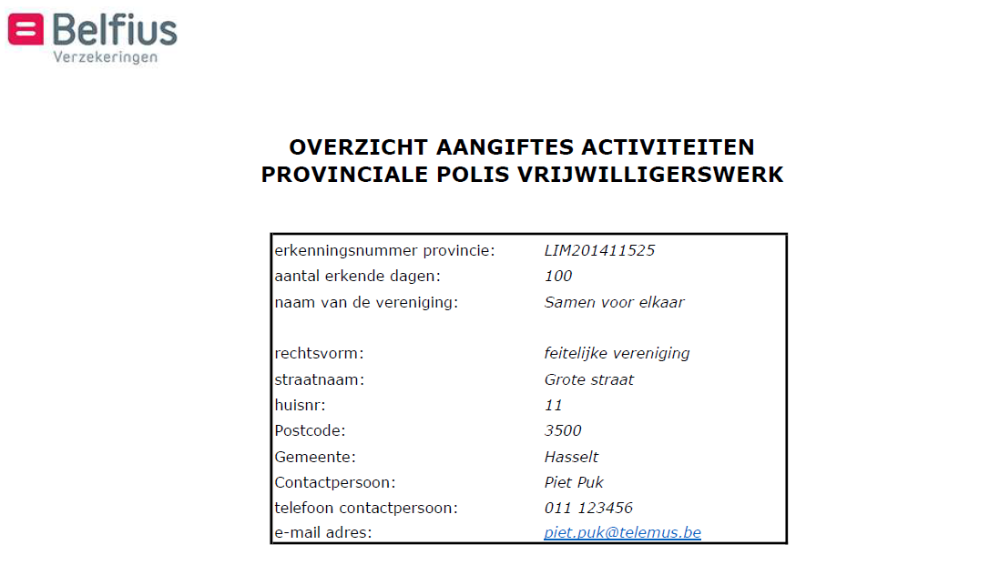 Belfius
Verzekeringen
OVERZICHT AANGIFTES ACTIVITEITEN
PROVINCIALE POLIS VRIJWILLIGERSWERK
erkenningsnummer provincie: LIM201411525
aantal erkende dagen: 100
naam van de vereniging: Samen voor elkaar
rechtsvorm: feitelijke vereniging
straatnaam: Grote straat
huisnr: 11
Postcode: 3500
Gemeente: Hasselt
Contactpersoon: Piet Puk
telefoon contactpersoon: 011 123456
e-mail adres: piet.puk@telemus.be